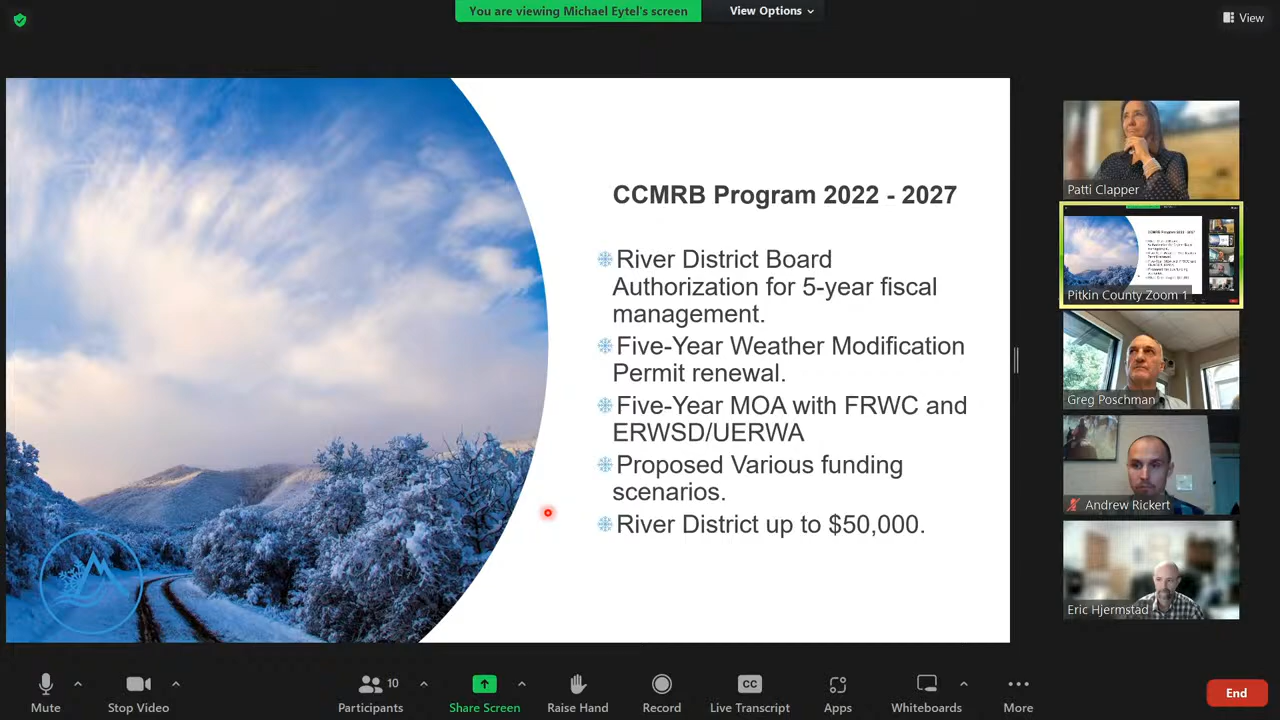 You are viewing Michael Eytel's screen
View Options
View
CCMRB Program 2022 - 2027
River District Board
Authorization for 5-year fiscal
management.
Five-Year Weather Modification
Permit renewal.
Five-Year MOA with FRWC and
ERWSD/UERWA
Proposed Various funding
scenarios.
River District up to $50,000.
Patti Clapper
Pitkin County Zoom 1
Greg Poschman
Andrew Rickert
Eric Hjermstad
Mute
Stop Video
10
Participants
Share Screen
Raise Hand
Record
CC
Live Transcript
Apps
Whiteboards
More
End